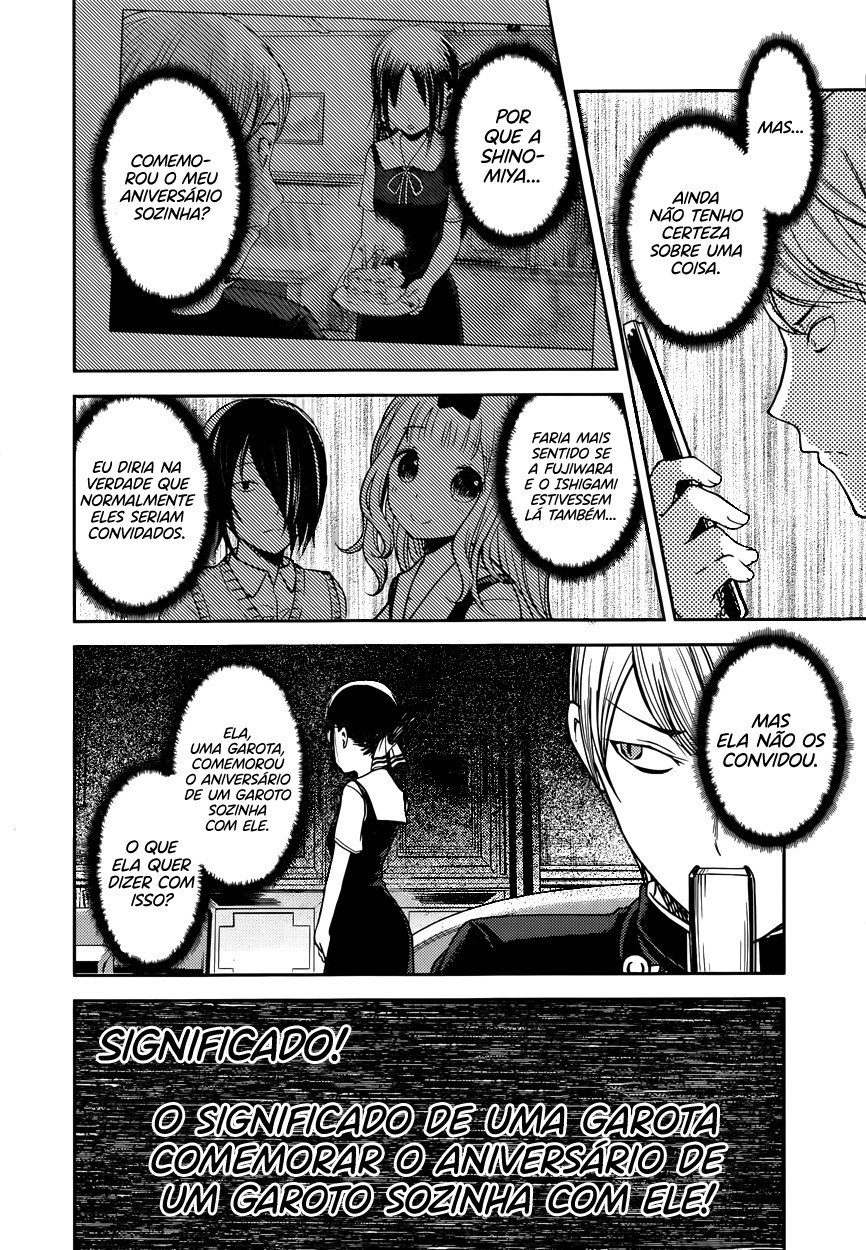 MAS...
AINDA
NÃO TENHO
CERTEZA
SOBRE UMA
COISA.
POR
QUE A
SHINO-
MIYA...
COMEMO-
ROU O MEU
ANIVERSÁRIO
SOZINHA?
FARIA MAIS
SENTIDO SE
A FUJIWARA
E O ISHIGAMI
ESTIVESSEM
LÁ TAMBÉM...
EU DIRIA NA
VERDADE QUE
NORMALMENTE
ELES SERIAM
CONVIDADOS.
MAS
ELA NÃO OS
CONVIDOU.
ELA,
UMA GAROTA,
COMEMOROU
O ANIVERSÁRIO
DE UM GAROTO
SOZINHA
COM ELE.
O QUE
ELA QUER
DIZER COM
ISSO?
SIGNIFICADO!
O SIGNIFICADO DE UMA GAROTA
COMEMORAR O ANIVERSÁRIO DE
UM GAROTO SOZINHA COM ELE!